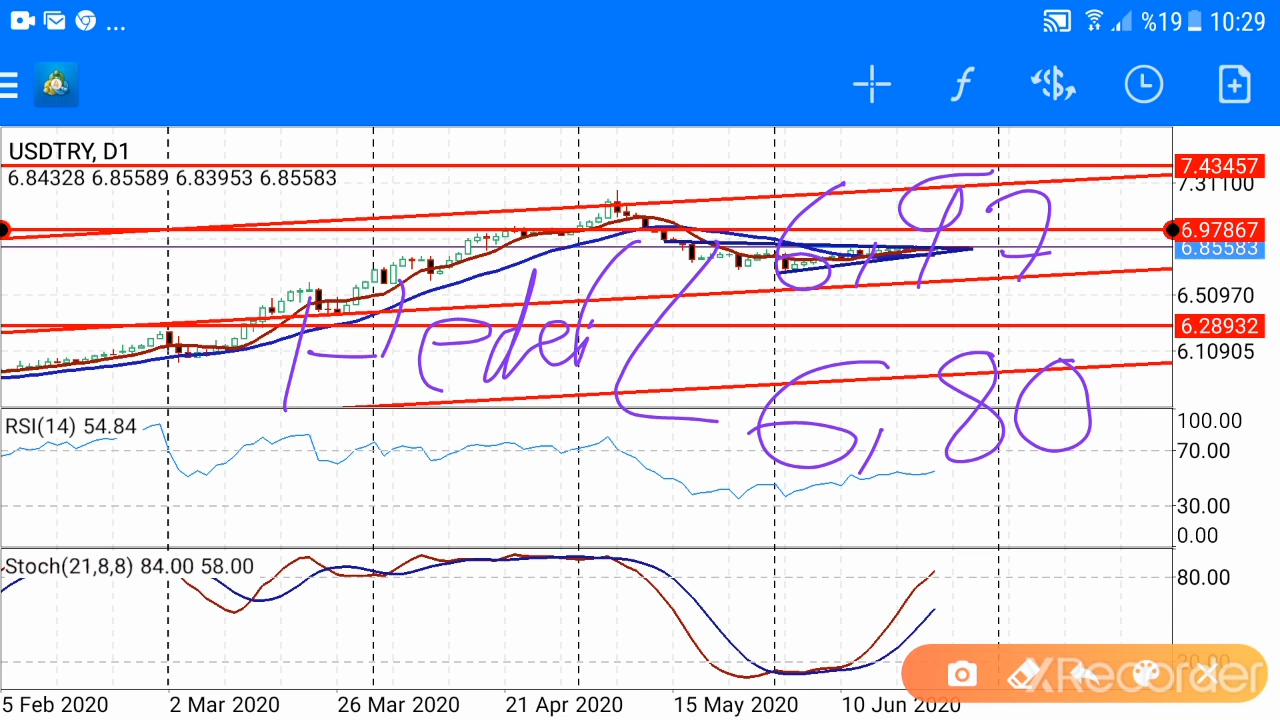 ... %19 10:29
USDTRY, D1
6.84328 6.85589 6.83953 6.85583
7.43457
7.31100
6.97867
6.85583
6.50970
6.28932
6.10905
6,92
Hedef
6,80
RSI(14) 54.84
100.00
70.00
30.00
0.00
Stoch(21,8,8) 84.00 58.00
80.00
20.00
XRecorder
5 Feb 2020 2 Mar 2020 26 Mar 2020 21 Apr 2020 15 May 2020 10 Jun 2020